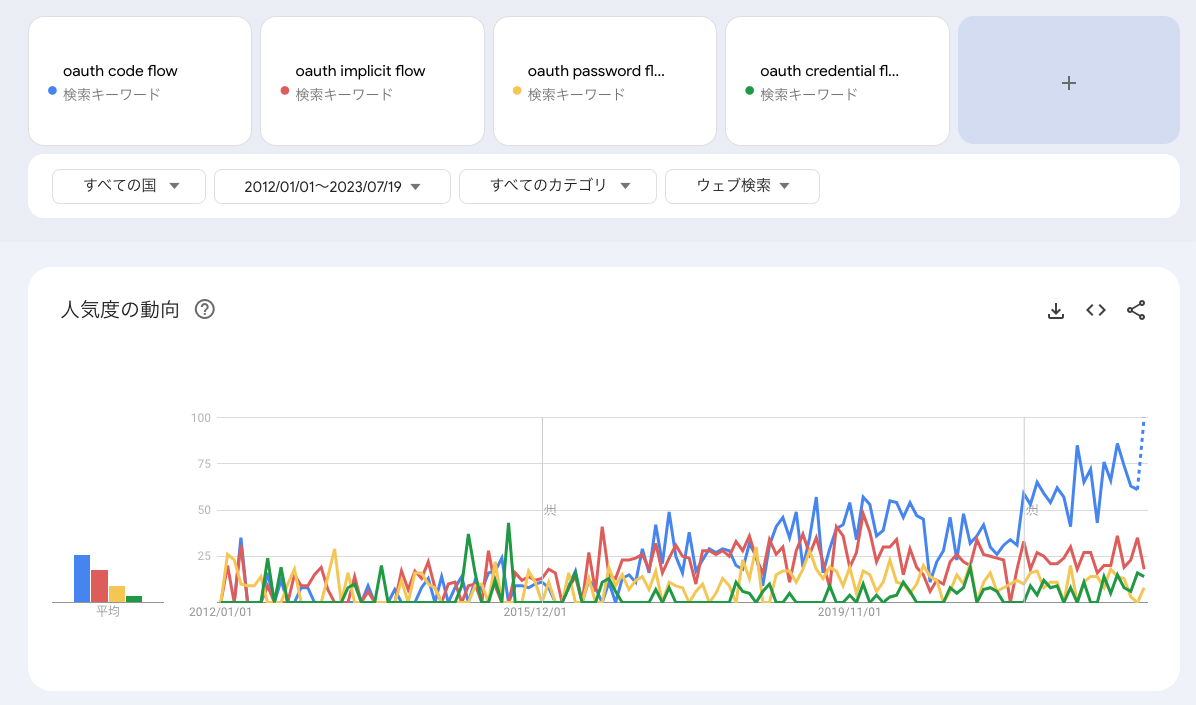 oauth code flow
検索キーワード
oauth implicit flow
検索キーワード
oauth password fl...
検索キーワード
oauth credential fl...
検索キーワード
+
すべての国
2012/01/01～2023/07/19
すべてのカテゴリ
ウェブ検索
人気度の動向
100
75
50
25
注
注
平均
2012/01/01
2015/12/01
2019/11/01